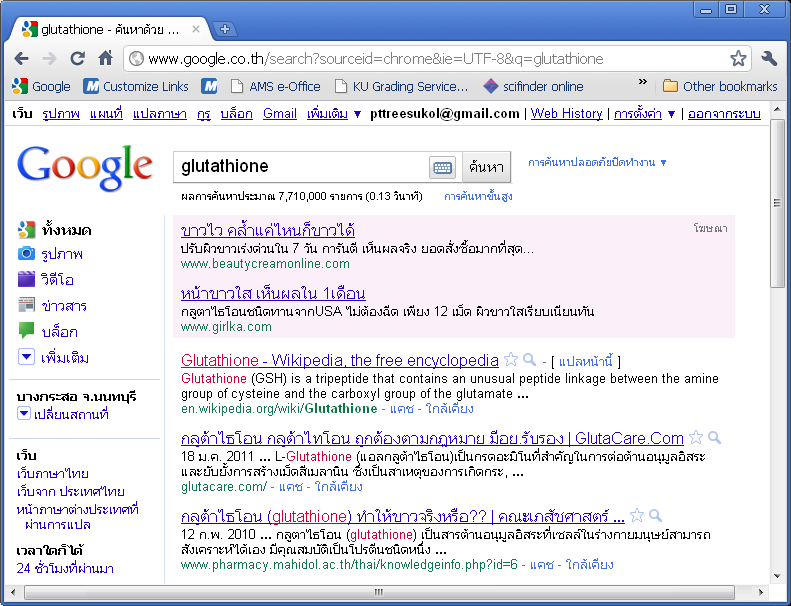 glutathione - ค้นหาด้วย ...
www.google.co.th/search?sourceid=chrome&ie=UTF-8&q=glutathione
Google Customize Links AMS e-Office KU Grading Service... scifinder online » Other bookmarks
เว็บ รูปภาพ แผนที่ แปลภาษา กรุ บล็อก Gmail เพิ่มเติม ▼ pttreesukol@gmail.com | Web History | การตั้งค่า ▼ | ออกจากระบบ
Google glutathione ค้นหา การค้นหาปลอดภัยปิดทำงาน ▼
ผลการค้นหาประมาณ 7,710,000 รายการ (0.13 วินาที) การค้นหาขั้นสูง
ทั้งหมด
รูปภาพ
วิดีโอ
ข่าวสาร
บล็อก
เพิ่มเติม
บางกระสอ จ.นนทบุรี
เปลี่ยนสถานที่
เว็บ
เว็บภาษาไทย
เว็บจาก ประเทศไทย
หน้าภาษาต่างประเทศที่
ผ่านการแปล
เวลาใดก็ได้
24 ชั่วโมงที่ผ่านมา
ขาวไว คล้ำแค่ไหนก็ขาวได้ โฆษณา
ปรับผิวขาวเร่งด่วนใน 7 วัน การันตี เห็นผลจริง ยอดสั่งซื้อมากที่สุด...
www.beautycreamonline.com
หน้าขาวใส เห็นผลใน 1เดือน
กลูตาไธโอนชนิดทานจากUSA ไม่ต้องฉีด เพียง 12 เม็ด ผิวขาวใสเรียบเนียนทัน
www.girlka.com
Glutathione - Wikipedia, the free encyclopedia - [ แปลหน้านี้ ]
Glutathione (GSH) is a tripeptide that contains an unusual peptide linkage between the amine
group of cysteine and the carboxyl group of the glutamate ...
en.wikipedia.org/wiki/Glutathione - แคช - ใกล้เคียง
กลูต้าไธโอน กลูต้าไทโอน ถูกต้องตามกฎหมาย มีอย.รับรอง | GlutaCare.Com
18 ม.ค. 2011 ... L-Glutathione (แอลกลูต้าไธโอน)เป็นกรดอะมิโนที่สำคัญในการต่อต้านอนุมูลอิสระ
และยับยั้งการสร้างเม็ดสีเมลานิน ซึ่งเป็นสาเหตุของการเกิดกระ, ...
glutacare.com/ - แคช - ใกล้เคียง
กลูต้าไธโอน (glutathione) ทำให้ขาวจริงหรือ?? | คณะเภสัชศาสตร์ ...
12 ก.พ. 2010 ... กลูตาไธโอน (glutathione) เป็นสารต้านอนุมูลอิสระที่เซลล์ในร่างกายมนุษย์สามารถ
สังเคราะห์ได้เอง มีคุณสมบัติเป็นโปรตีนชนิดหนึ่ง ...
www.pharmacy.mahidol.ac.th/thai/knowledgeinfo.php?id=6 - แคช - ใกล้เคียง